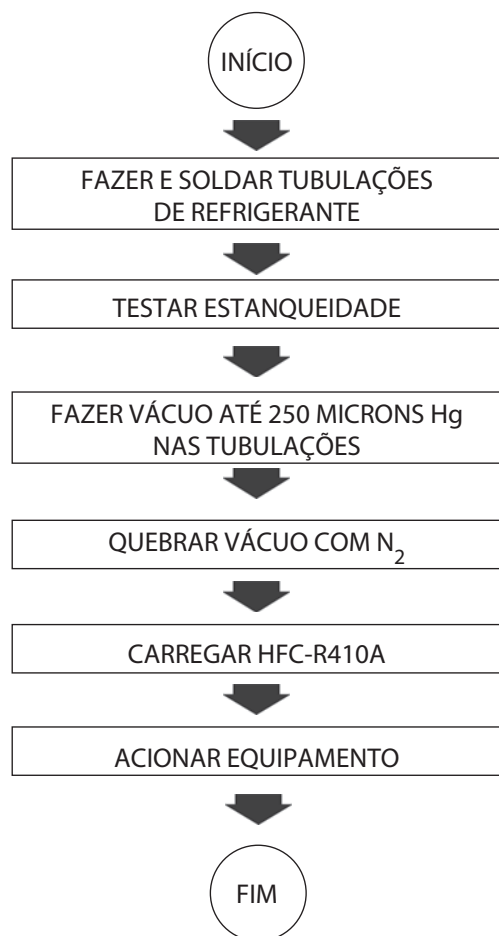 INÍCIO
FAZER E SOLDAR TUBULAÇÕES
DE REFRIGERANTE
TESTAR ESTANQUEIDADE
FAZER VÁCUO ATÉ 250 MICRONS Hg
NAS TUBULAÇÕES
QUEBRAR VÁCUO COM N₂
CARREGAR HFC-R410A
ACIONAR EQUIPAMENTO
FIM